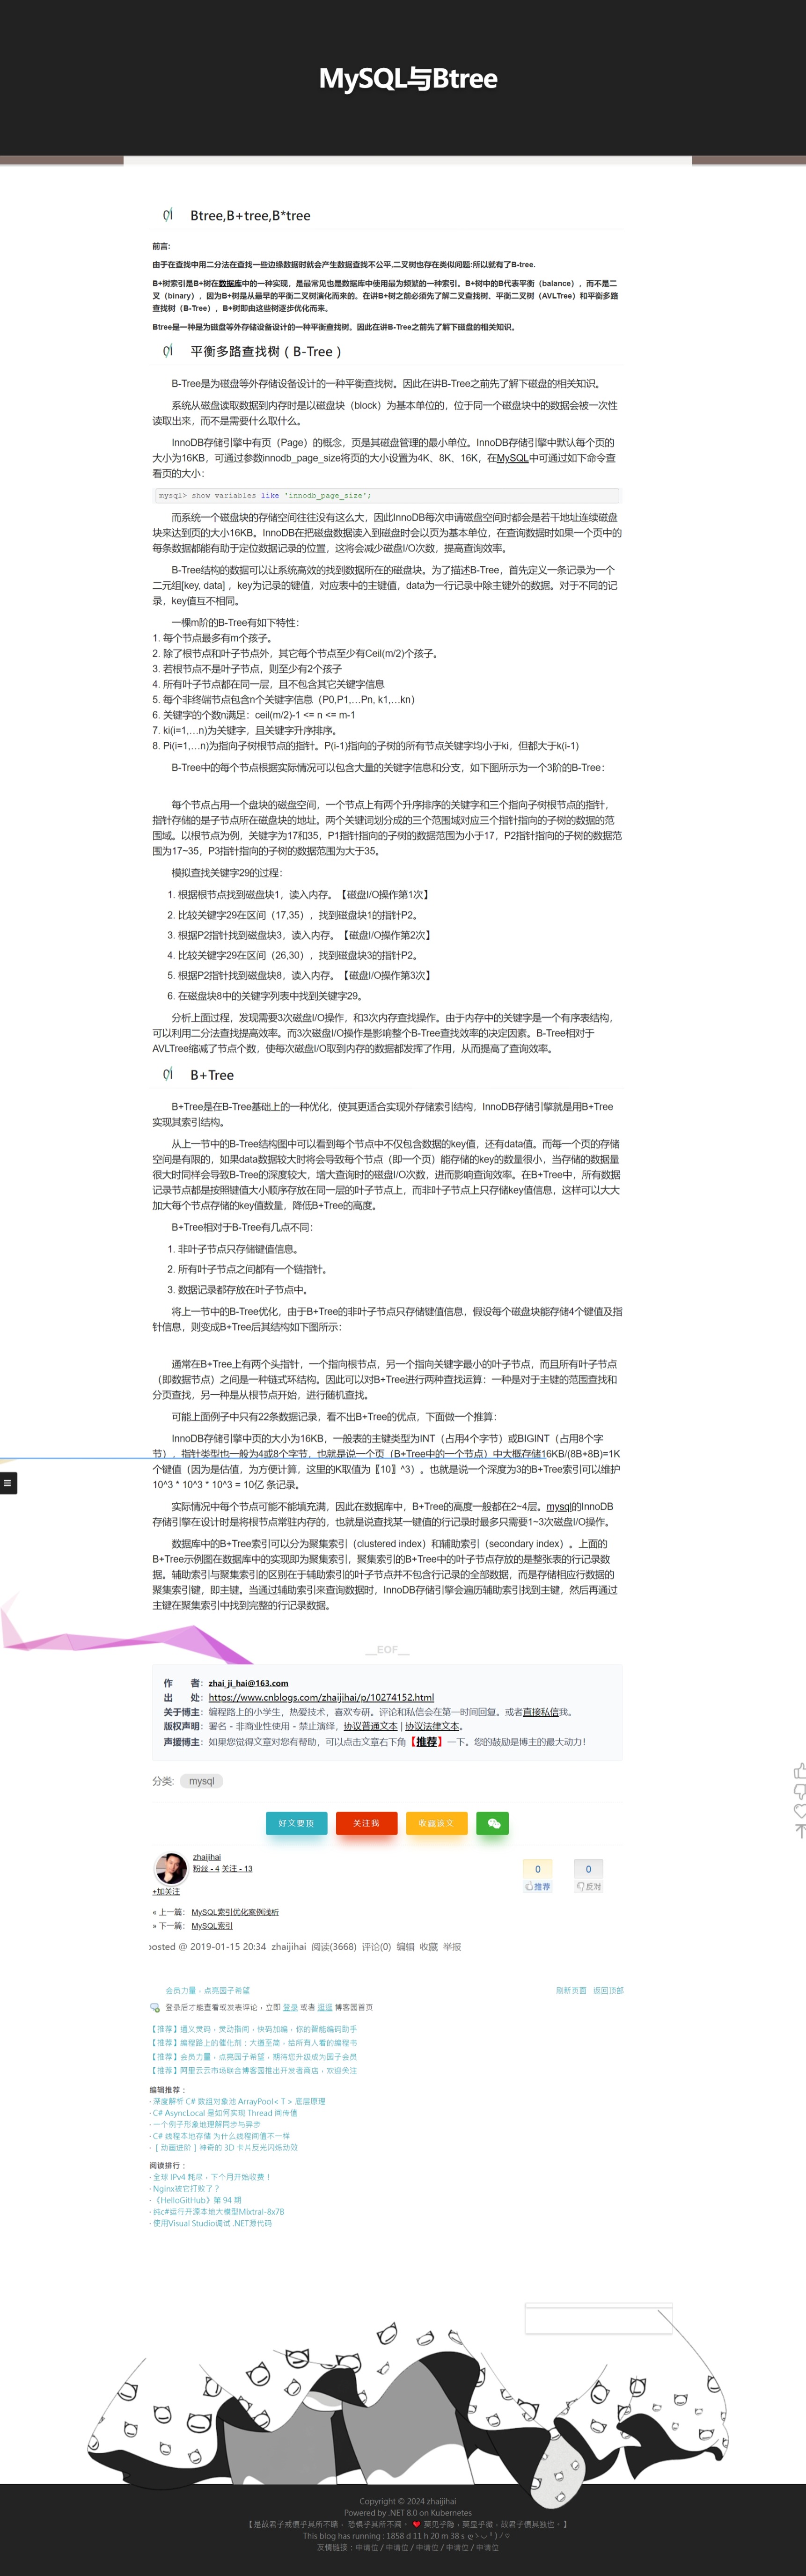 MySQL与Btree
Btree,B+tree,B*tree
前言:
由于在查找中用二分法在查找一些边缘数据时就会产生数据查找不公平,二叉树也存在类似问题:所以就有了B-tree.
B+树索引是B+树在数据库中的一种实现，是最常见也是数据库中使用最为频繁的一种索引。B+树中的B代表平衡（balance），而不是二
叉（binary），因为B+树是从最早的平衡二叉树演化而来的。在讲B+树之前必须先了解二叉查找树、平衡二叉树（AVLTree）和平衡多路
查找树（B-Tree），B+树即由这些树逐步优化而来。
Btree是一种是为磁盘等外存储设备设计的一种平衡查找树。因此在讲B-Tree之前先了解下磁盘的相关知识。
平衡多路查找树（B-Tree）
B-Tree是为磁盘等外存储设备设计的一种平衡查找树。因此在讲B-Tree之前先了解下磁盘的相关知识。
系统从磁盘读取数据到内存时是以磁盘块（block）为基本单位的，位于同一个磁盘块中的数据会被一次性
读取出来，而不是需要什么取什么。
InnoDB存储引擎中有页（Page）的概念，页是其磁盘管理的最小单位。InnoDB存储引擎中默认每个页的
大小为16KB，可通过参数innodb_page_size将页的大小设置为4K、8K、16K，在MySQL中可通过如下命令查
看页的大小：
mysql> show variables like 'innodb_page_size';
而系统一个磁盘块的存储空间往往没有这么大，因此InnoDB每次申请磁盘空间时都会是若干地址连续磁盘
块来达到页的大小16KB。InnoDB在把磁盘数据读入到磁盘时会以页为基本单位，在查询数据时如果一个页中的
每条数据都能有助于定位数据记录的位置，这将会减少磁盘I/O次数，提高查询效率。
B-Tree结构的数据可以让系统高效的找到数据所在的磁盘块。为了描述B-Tree，首先定义一条记录为一个
二元组[key, data] ，key为记录的键值，对应表中的主键值，data为一行记录中除主键外的数据。对于不同的记
录，key值互不相同。
一棵m阶的B-Tree有如下特性：
1. 每个节点最多有m个孩子。
2. 除了根节点和叶子节点外，其它每个节点至少有Ceil(m/2)个孩子。
3. 若根节点不是叶子节点，则至少有2个孩子
4. 所有叶子节点都在同一层，且不包含其它关键字信息
5. 每个非终端节点包含n个关键字信息（P0,P1,…Pn, k1,…kn）
6. 关键字的个数n满足：ceil(m/2)-1 <= n <= m-1
7. ki(i=1,…n)为关键字，且关键字升序排序。
8. Pi(i=1,…n)为指向子树根节点的指针。P(i-1)指向的子树的所有节点关键字均小于ki，但都大于k(i-1)
B-Tree中的每个节点根据实际情况可以包含大量的关键字信息和分支，如下图所示为一个3阶的B-Tree：
每个节点占用一个盘块的磁盘空间，一个节点上有两个升序排序的关键字和三个指向子树根节点的指针，
指针存储的是子节点所在磁盘块的地址。两个关键词划分成的三个范围域对应三个指针指向的子树的数据的范
围域。以根节点为例，关键字为17和35，P1指针指向的子树的数据范围为小于17，P2指针指向的子树的数据范
围为17~35，P3指针指向的子树的数据范围为大于35。
模拟查找关键字29的过程：
1. 根据根节点找到磁盘块1，读入内存。【磁盘I/O操作第1次】
2. 比较关键字29在区间（17,35），找到磁盘块1的指针P2。
3. 根据P2指针找到磁盘块3，读入内存。【磁盘I/O操作第2次】
4. 比较关键字29在区间（26,30），找到磁盘块3的指针P2。
5. 根据P2指针找到磁盘块8，读入内存。【磁盘I/O操作第3次】
6. 在磁盘块8中的关键字列表中找到关键字29。
分析上面过程，发现需要3次磁盘I/O操作，和3次内存查找操作。由于内存中的关键字是一个有序表结构，
可以利用二分法查找提高效率。而3次磁盘I/O操作是影响整个B-Tree查找效率的决定因素。B-Tree相对于
AVLTree缩减了节点个数，使每次磁盘I/O取到内存的数据都发挥了作用，从而提高了查询效率。
B+Tree
B+Tree是在B-Tree基础上的一种优化，使其更适合实现外存储索引结构，InnoDB存储引擎就是用B+Tree
实现其索引结构。
从上一节中的B-Tree结构图中可以看到每个节点中不仅包含数据的key值，还有data值。而每一个页的存储
空间是有限的，如果data数据较大时将会导致每个节点（即一个页）能存储的key的数量很小，当存储的数据量
很大时同样会导致B-Tree的深度较大，增大查询时的磁盘I/O次数，进而影响查询效率。在B+Tree中，所有数据
记录节点都是按照键值大小顺序存放在同一层的叶子节点上，而非叶子节点上只存储key值信息，这样可以大大
加大每个节点存储的key值数量，降低B+Tree的高度。
B+Tree相对于B-Tree有几点不同：
1. 非叶子节点只存储键值信息。
2. 所有叶子节点之间都有一个链指针。
3. 数据记录都存放在叶子节点中。
将上一节中的B-Tree优化，由于B+Tree的非叶子节点只存储键值信息，假设每个磁盘块能存储4个键值及指
针信息，则变成B+Tree后其结构如下图所示：
通常在B+Tree上有两个头指针，一个指向根节点，另一个指向关键字最小的叶子节点，而且所有叶子节点
（即数据节点）之间是一种链式环结构。因此可以对B+Tree进行两种查找运算：一种是对于主键的范围查找和
分页查找，另一种是从根节点开始，进行随机查找。
可能上面例子中只有22条数据记录，看不出B+Tree的优点，下面做一个推算：
InnoDB存储引擎中页的大小为16KB，一般表的主键类型为INT（占用4个字节）或BIGINT（占用8个字
节），指针类型也一般为4或8个字节，也就是说一个页（B+Tree中的一个节点）中大概存储16KB/(8B+8B)=1K
个键值（因为是估值，为方便计算，这里的K取值为〖10〗^3）。也就是说一个深度为3的B+Tree索引可以维护
10^3 * 10^3 * 10^3 = 10亿 条记录。
实际情况中每个节点可能不能填充满，因此在数据库中，B+Tree的高度一般都在2~4层。mysql的InnoDB
存储引擎在设计时是将根节点常驻内存的，也就是说查找某一键值的行记录时最多只需要1~3次磁盘I/O操作。
数据库中的B+Tree索引可以分为聚集索引（clustered index）和辅助索引（secondary index）。上面的
B+Tree示例图在数据库中的实现即为聚集索引，聚集索引的B+Tree中的叶子节点存放的是整张表的行记录数
据。辅助索引与聚集索引的区别在于辅助索引的叶子节点并不包含行记录的全部数据，而是存储相应行数据的
聚集索引键，即主键。当通过辅助索引来查询数据时，InnoDB存储引擎会遍历辅助索引找到主键，然后再通过
主键在聚集索引中找到完整的行记录数据。
__EOF__
作　　者：zhai_ji_hai@163.com
出　　处：https://www.cnblogs.com/zhaijihai/p/10274152.html
关于博主：编程路上的小学生，热爱技术，喜欢专研。评论和私信会在第一时间回复。或者直接私信我。
版权声明：署名 - 非商业性使用 - 禁止演绎，协议普通文本 | 协议法律文本。
声援博主：如果您觉得文章对您有帮助，可以点击文章右下角【推荐】一下。您的鼓励是博主的最大动力！
分类: mysql
好文要顶 关注我 收藏该文
zhaijihai
粉丝 - 4 关注 - 13
+加关注
0 0
推荐 反对
« 上一篇： MySQL索引优化案例浅析
» 下一篇： MySQL索引
posted @ 2019-01-15 20:34 zhaijihai 阅读(3668) 评论(0) 编辑 收藏 举报
会员力量，点亮园子希望 刷新页面 返回顶部
登录后才能查看或发表评论，立即 登录 或者 逛逛 博客园首页
【推荐】通义灵码，灵动指间，快码加编，你的智能编码助手
【推荐】编程路上的催化剂：大道至简，给所有人看的编程书
【推荐】会员力量，点亮园子希望，期待您升级成为园子会员
【推荐】阿里云云市场联合博客园推出开发者商店，欢迎关注
编辑推荐：
· 深度解析 C# 数组对象池 ArrayPool< T > 底层原理
· C# AsyncLocal 是如何实现 Thread 间传值
· 一个例子形象地理解同步与异步
· C# 线程本地存储 为什么线程间值不一样
· [ 动画进阶 ] 神奇的 3D 卡片反光闪烁动效
阅读排行：
· 全球 IPv4 耗尽，下个月开始收费！
· Nginx被它打败了？
· 《HelloGitHub》第 94 期
· 纯c#运行开源本地大模型Mixtral-8x7B
· 使用Visual Studio调试 .NET源代码
Copyright © 2024 zhaijihai
Powered by .NET 8.0 on Kubernetes
【是故君子戒慎乎其所不睹， 恐惧乎其所不闻。 ❤ 莫见乎隐，莫显乎微，故君子慎其独也。】
This blog has running : 1858 d 11 h 20 m 38 s
友情链接：申请位 / 申请位 / 申请位 / 申请位 / 申请位